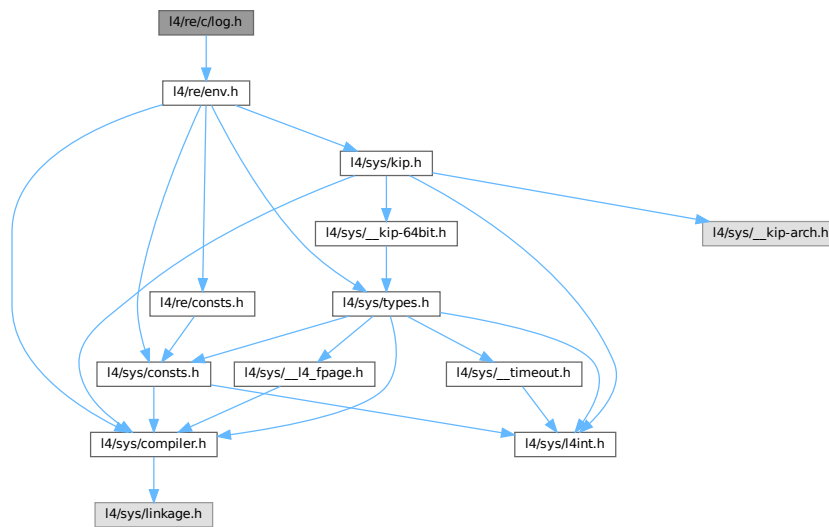 l4/re/c/log.h
l4/re/env.h
l4/sys/kip.h
l4/sys/__kip-64bit.h
l4/sys/__kip-arch.h
l4/re/consts.h
l4/sys/types.h
l4/sys/consts.h
l4/sys/__l4_fpage.h
l4/sys/__timeout.h
l4/sys/compiler.h
l4/sys/l4int.h
l4/sys/linkage.h